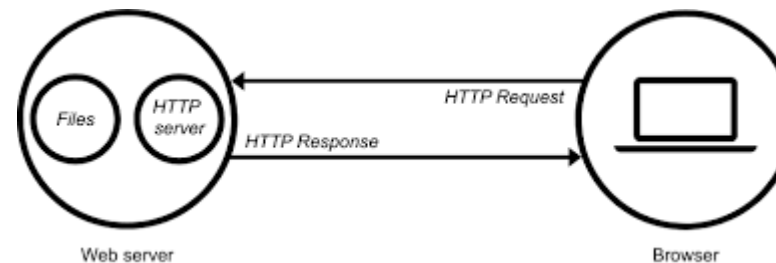 HTTP Request
Files
HTTP
server
HTTP Response
Web server
Browser